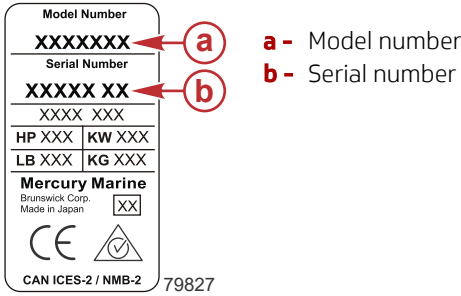 Model Number
XXXXXXX
Serial Number
XXXXX XX
XXXX XXX
HP XXX KW XXX
LB XXX KG XXX
Mercury Marine
Brunswick Corp.
Made in Japan
XX
CE
CAN ICES-2 / NMB-2
79827
a
b
a - Model number
b - Serial number